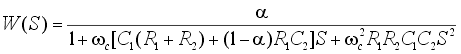 W(S) = α / (1 + ω_c[C_1(R_1 + R_2) + (1 − α)R_1C_2]S + ω_c^2 R_1R_2C_1C_2S^2)